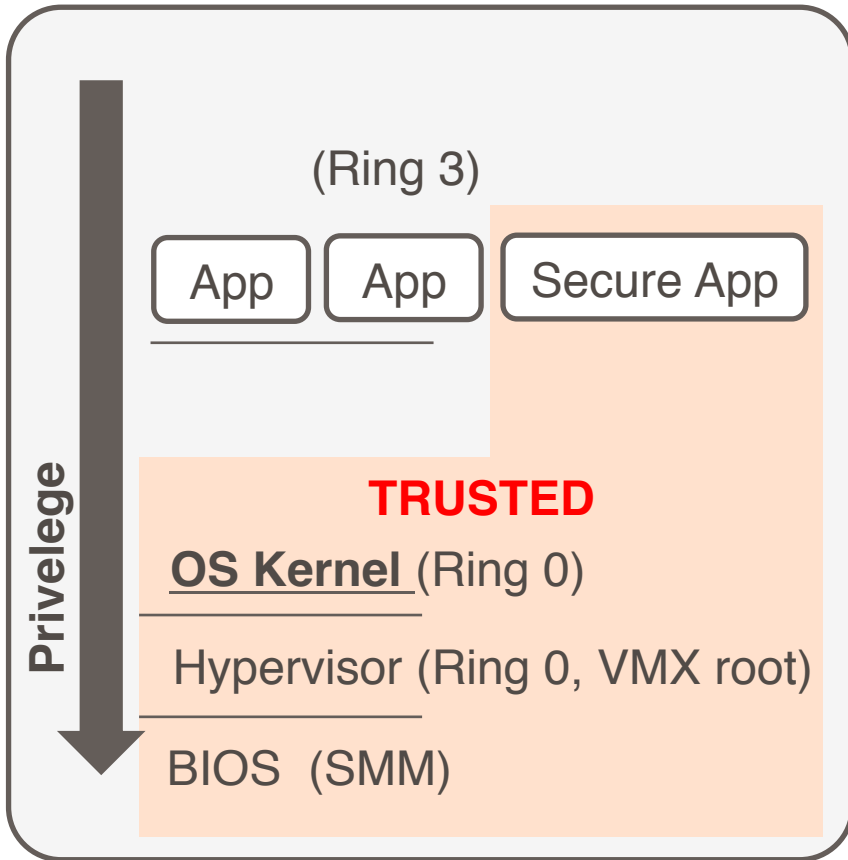 (Ring 3)
App App Secure App
TRUSTED
OS Kernel (Ring 0)
Hypervisor (Ring 0, VMX root)
BIOS (SMM)
Privelege